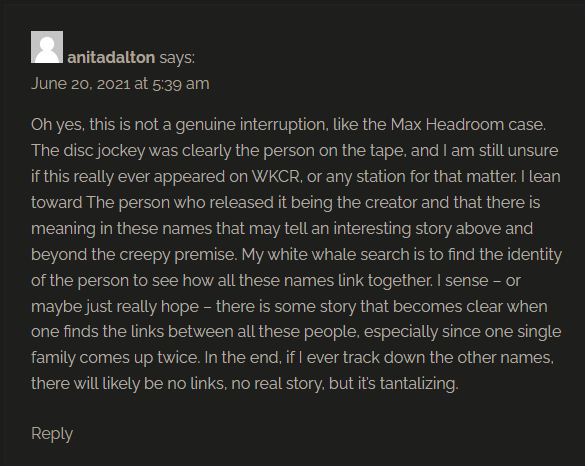 anitadalton says:
June 20, 2021 at 5:39 am
Oh yes, this is not a genuine interruption, like the Max Headroom case.
The disc jockey was clearly the person on the tape, and I am still unsure
if this really ever appeared on WKCR, or any station for that matter. I lean
toward The person who released it being the creator and that there is
meaning in these names that may tell an interesting story above and
beyond the creepy premise. My white whale search is to find the identity
of the person to see how all these names link together. I sense – or
maybe just really hope – there is some story that becomes clear when
one finds the links between all these people, especially since one single
family comes up twice. In the end, if I ever track down the other names,
there will likely be no links, no real story, but it's tantalizing.
Reply